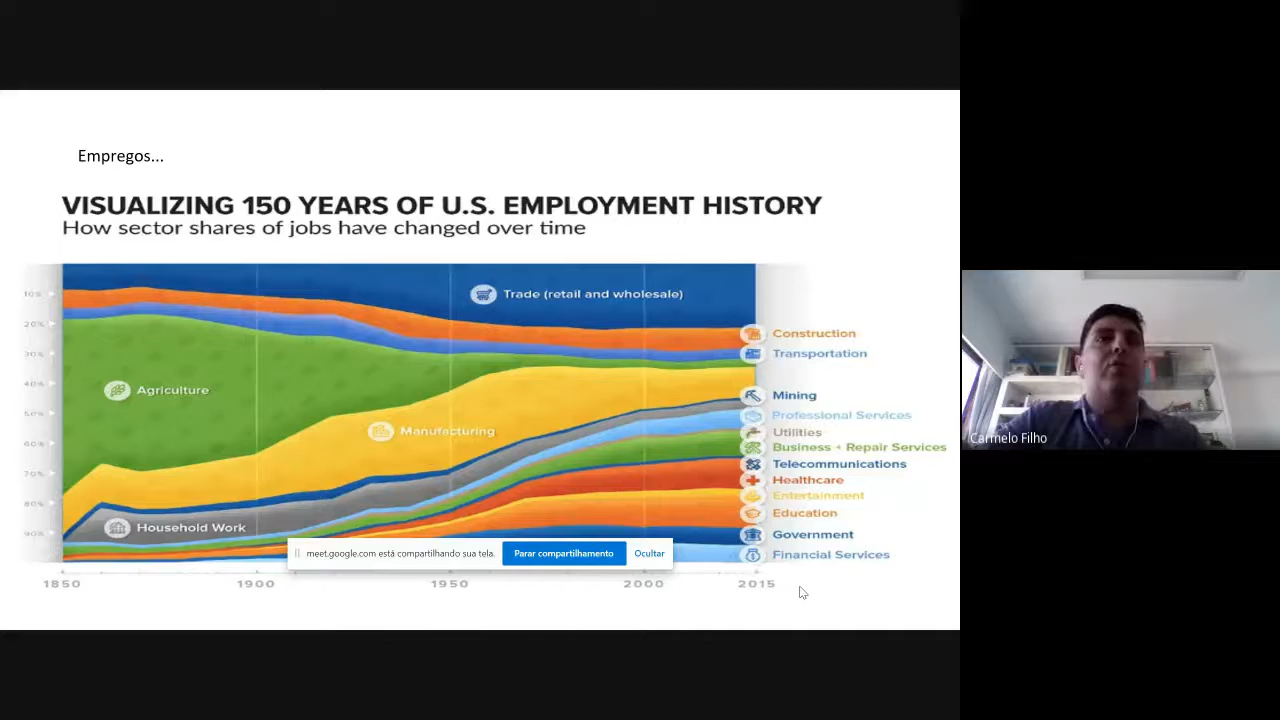 Empregos...
VISUALIZING 150 YEARS OF U.S. EMPLOYMENT HISTORY
How sector shares of jobs have changed over time
10%
Trade (retail and wholesale)
20%
Construction
30%
Transportation
40%
Agriculture
Mining
50%
Professional Services
Manufacturing
Utilities
60%
Business + Repair Services
Telecommunications
70%
Healthcare
Entertainment
80%
Education
Household Work
90%
Government
Financial Services
meet.google.com está compartilhando sua tela.
Parar compartilhamento
Ocultar
1850
1900
1950
2000
2015
Carmelo Filho